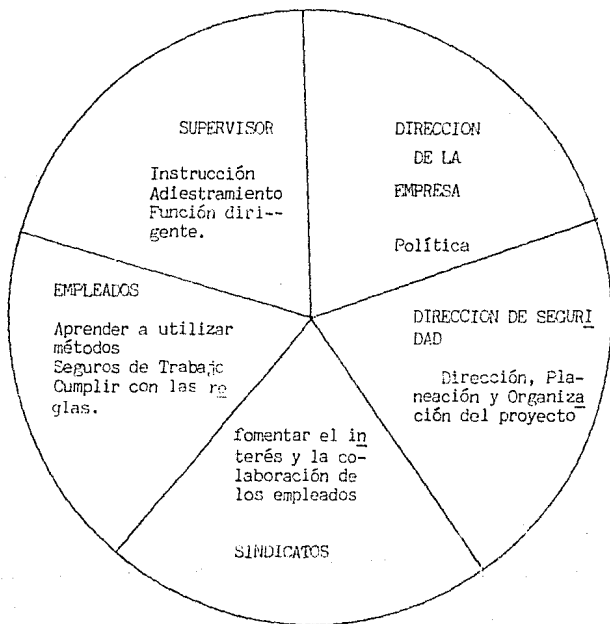 SUPERVISOR
Instrucción
Adiestramiento
Función diri--
gente.
DIRECCION
DE LA
EMPRESA
Política
EMPLEADOS
Aprender a utilizar
métodos
Seguros de Trabajo
Cumplir con las re
glas.
DIRECCION DE SEGURI
DAD
Dirección, Pla-
neación y Organiza
ción del proyecto
fomentar el in
terés y la co-
laboración de
los empleados
SINDICATOS